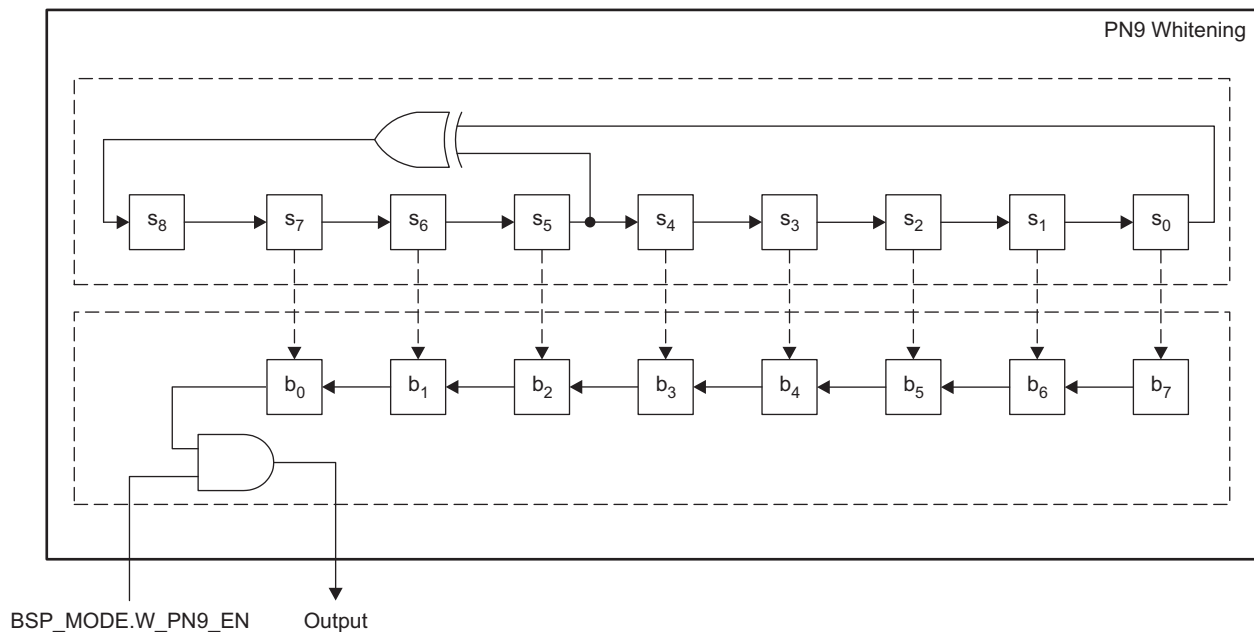 PN9 Whitening
s8 s7 s6 s5 s4 s3 s2 s1 s0
b0 b1 b2 b3 b4 b5 b6 b7
BSP_MODE.W_PN9_EN Output